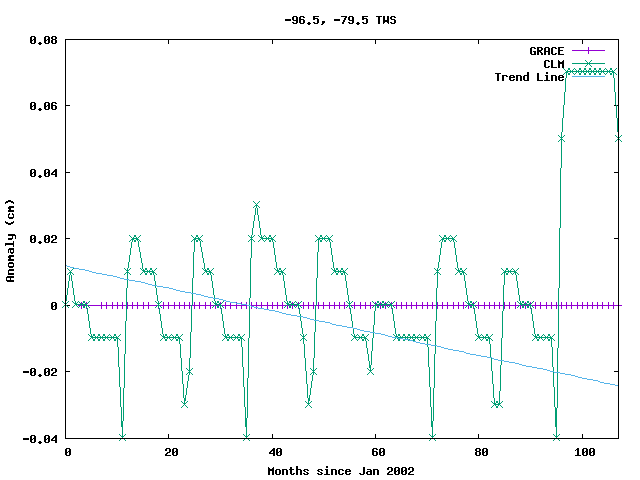 -96.5, -79.5 TWS
GRACE
CLM
Trend Line
0.08
0.06
0.04
0.02
0
-0.02
-0.04
Anomaly (cm)
0 20 40 60 80 100
Months since Jan 2002